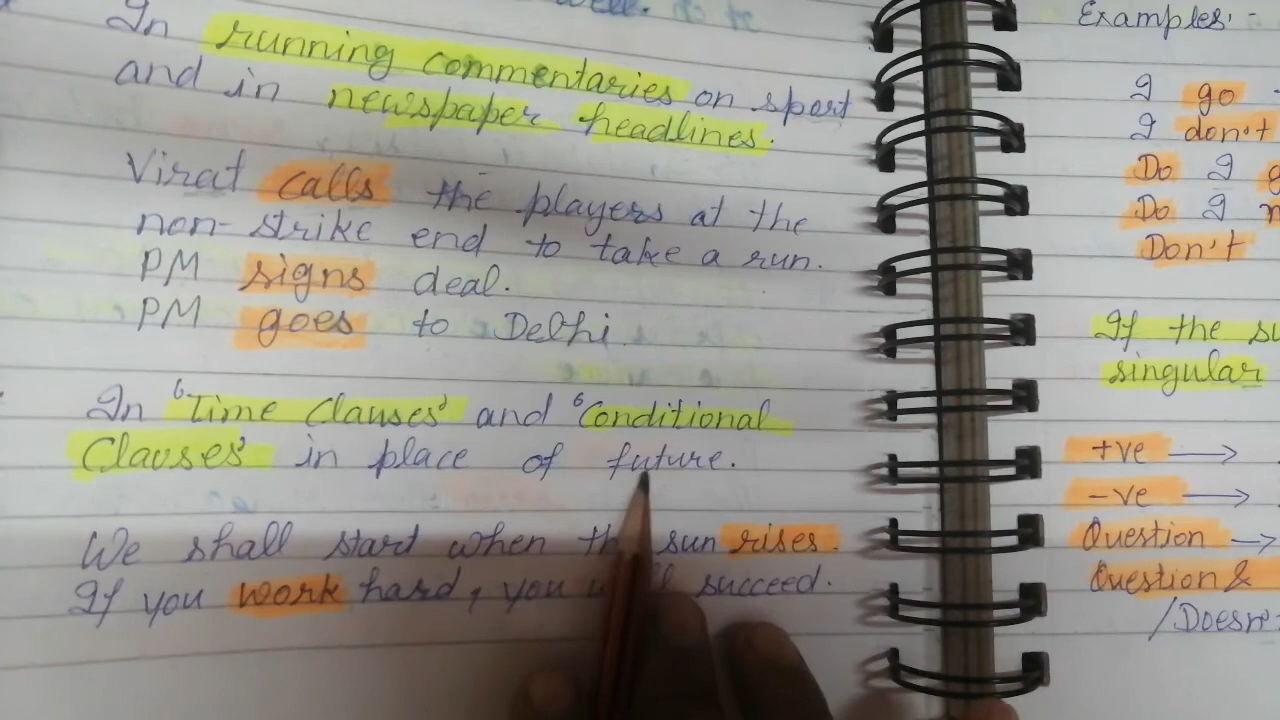 In running commentaries on sport
and in newspaper headlines.
Virat calls the players at the
non-strike end to take a run.
PM signs deal.
PM goes to Delhi.
In 'Time Clauses' and 'Conditional
Clauses' in place of future.
We shall start when the sun rises.
If you work hard, you will succeed.
Examples:-
I go
I don't
Do I
Do I
Don't
If the
singular
+ve →
-ve →
Question →
Question &